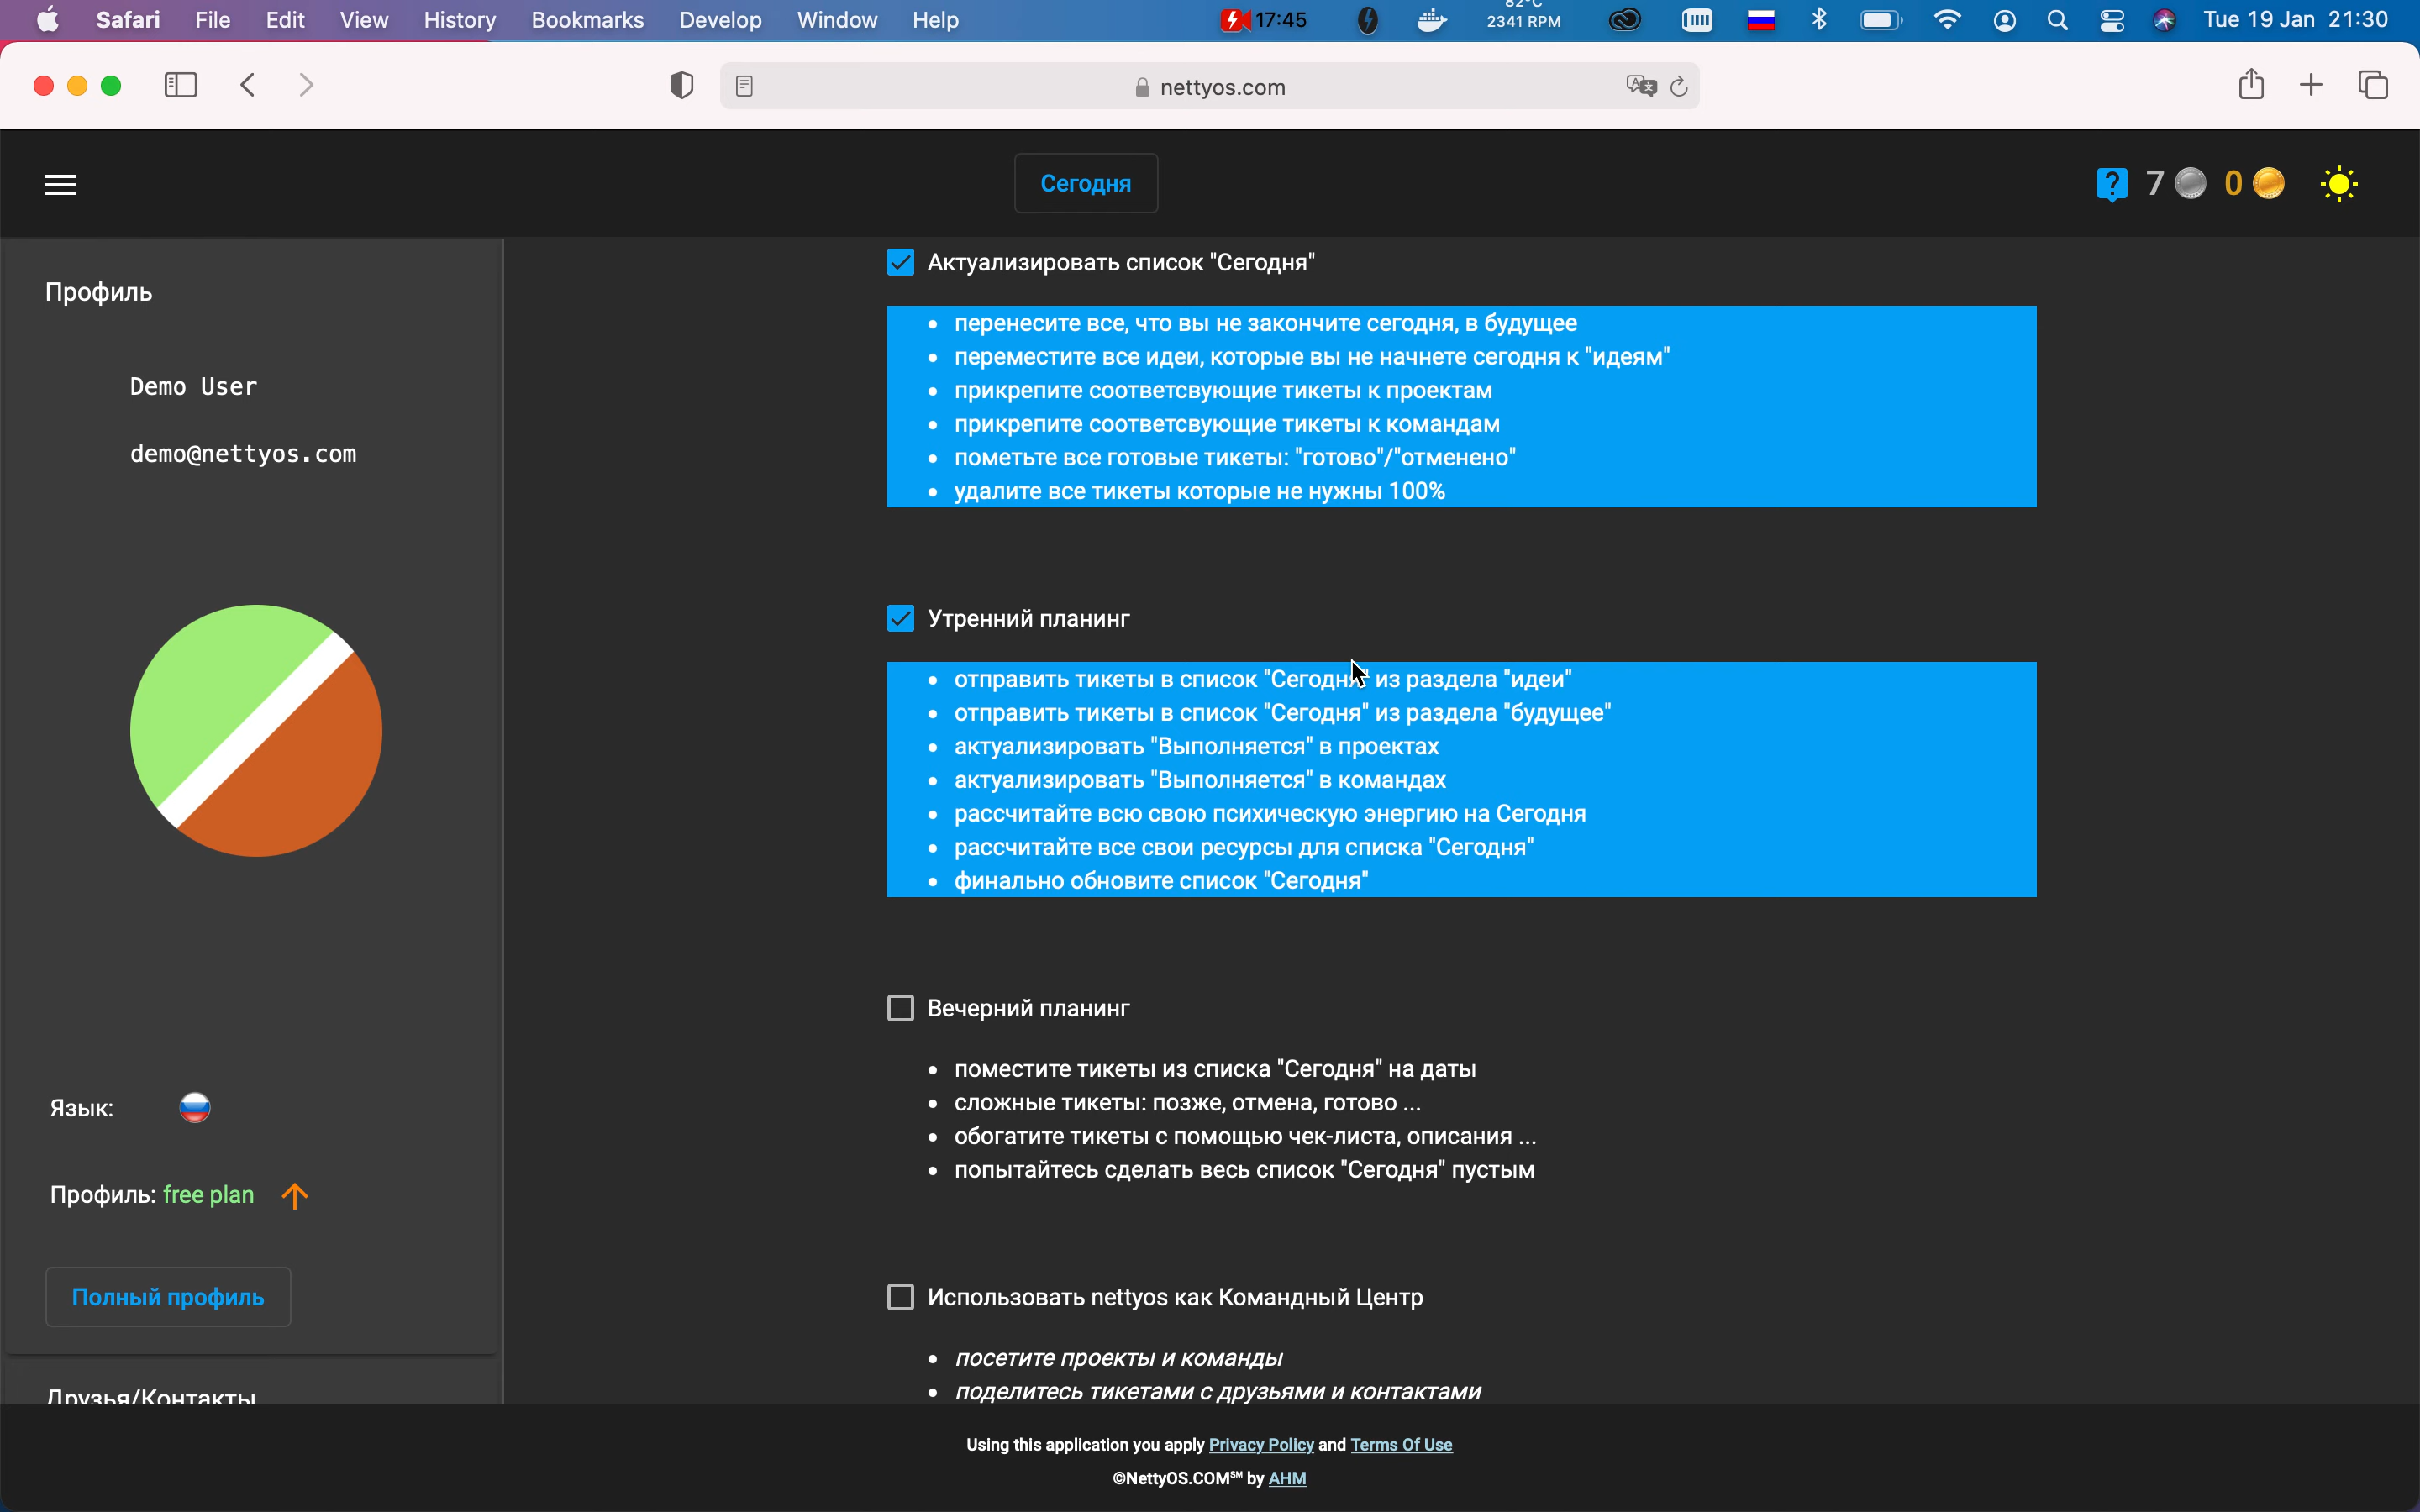 Safari File Edit View History Bookmarks Develop Window Help 17:45 82°C 2341 RPM Tue 19 Jan 21:30
nettyos.com
Сегодня
? 7 0
Профиль
Demo User
demo@nettyos.com
Язык:
Профиль: free plan
Полный профиль
Друзья/Контакты
Актуализировать список "Сегодня"
перенесите все, что вы не закончите сегодня, в будущее
переместите все идеи, которые вы не начнете сегодня к "идеям"
прикрепите соответсвующие тикеты к проектам
прикрепите соответсвующие тикеты к командам
пометьте все готовые тикеты: "готово"/"отменено"
удалите все тикеты которые не нужны 100%
Утренний планинг
отправить тикеты в список "Сегодня" из раздела "идеи"
отправить тикеты в список "Сегодня" из раздела "будущее"
актуализировать "Выполняется" в проектах
актуализировать "Выполняется" в командах
рассчитайте всю свою психическую энергию на Сегодня
рассчитайте все свои ресурсы для списка "Сегодня"
финально обновите список "Сегодня"
Вечерний планинг
поместите тикеты из списка "Сегодня" на даты
сложные тикеты: позже, отмена, готово ...
обогатите тикеты с помощью чек-листа, описания ...
попытайтесь сделать весь список "Сегодня" пустым
Использовать nettyos как Командный Центр
посетите проекты и команды
поделитесь тикетами с друзьями и контактами
Using this application you apply Privacy Policy and Terms Of Use
©NettyOS.COM℠ by AHM